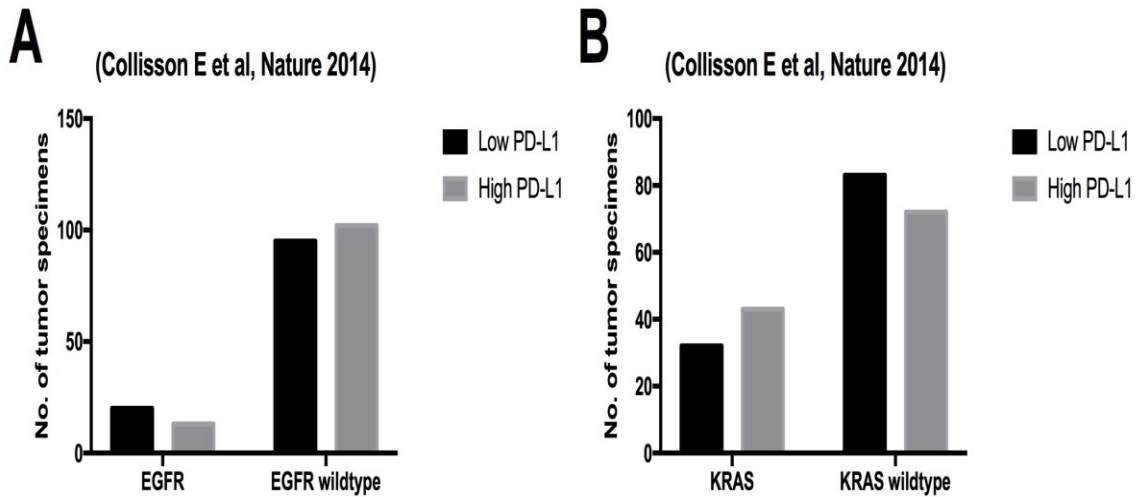 A
(Collisson E et al, Nature 2014)
No. of tumor specimens
150
100
50
0
EGFR
EGFR wildtype
Low PD-L1
High PD-L1
B
(Collisson E et al, Nature 2014)
No. of tumor specimens
100
80
60
40
20
0
KRAS
KRAS wildtype
Low PD-L1
High PD-L1